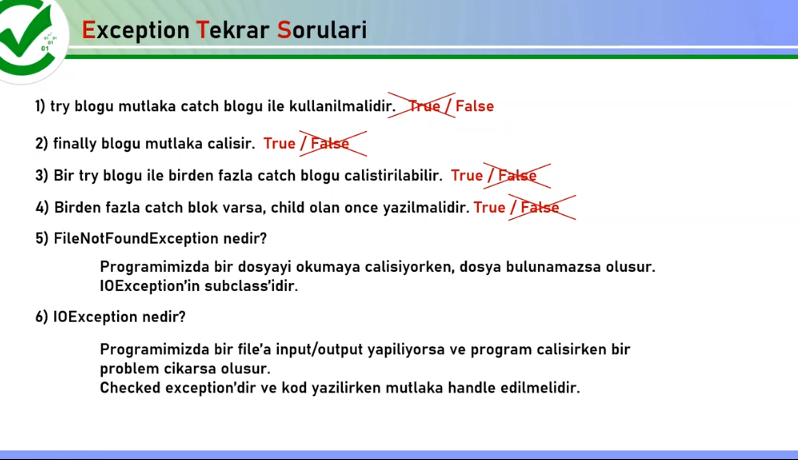 Exception Tekrar Sorulari
1) try blogu mutlaka catch blogu ile kullanilmalidir. True / False
2) finally blogu mutlaka calisir. True / False
3) Bir try blogu ile birden fazla catch blogu calistirilabilir. True / False
4) Birden fazla catch blok varsa, child olan once yazilmalidir. True / False
5) FileNotFoundException nedir?
Programimizda bir dosyayi okumaya calisiyorken, dosya bulunamazsa olusur.
IOException'in subclass'idir.
6) IOException nedir?
Programimizda bir file'a input/output yapiliyorsa ve program calisirken bir
problem cikarsa olusur.
Checked exception'dir ve kod yazilirken mutlaka handle edilmelidir.